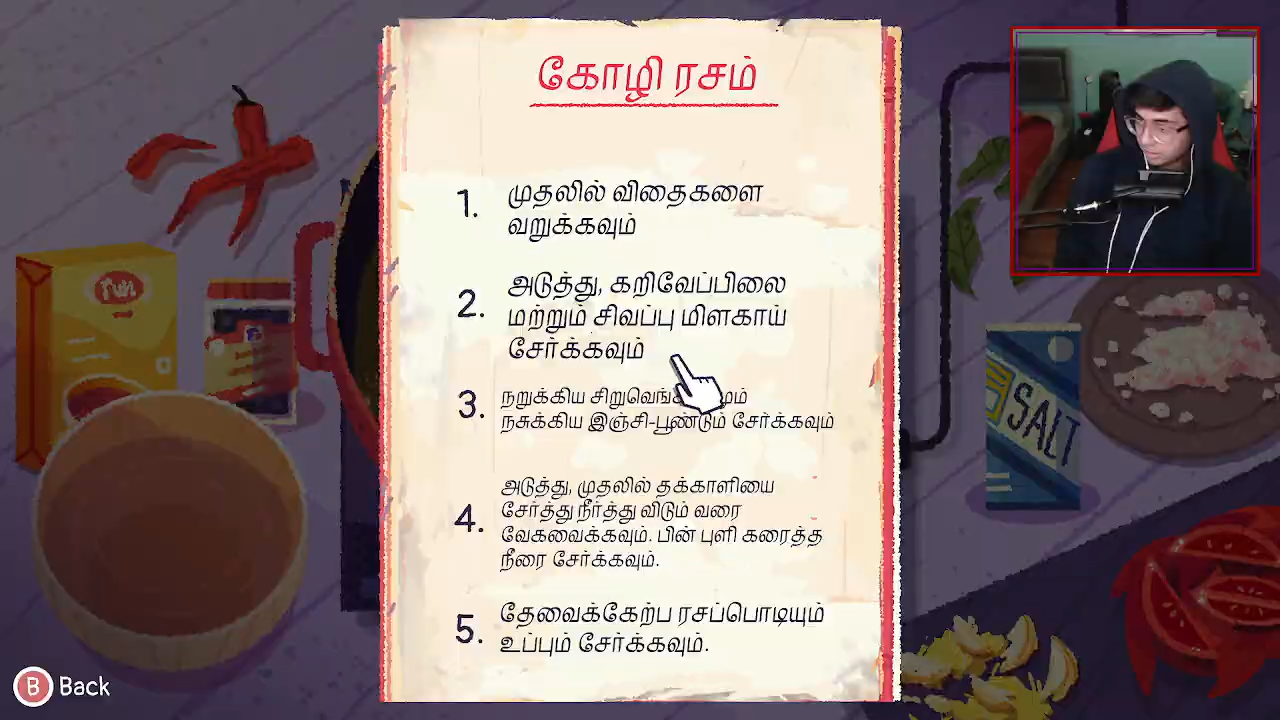 கோழி ரசம்
1. முதலில் விதைகளை
வறுக்கவும்
2. அடுத்து, கறிவேப்பிலை
மற்றும் சிவப்பு மிளகாய்
சேர்க்கவும்
3. நறுக்கிய
நசுக்கிய இஞ்சி-பூண்டும் சேர்க்கவும்
4. அடுத்து, முதலில் தக்காளியை
சேர்த்து நீர்த்து விடும் வரை
வேகவைக்கவும். பின் புளி கரைத்த
நீரை சேர்க்கவும்.
5. தேவைக்கேற்ப ரசப்பொடியும்
உப்பும் சேர்க்கவும்.
SALT
B Back